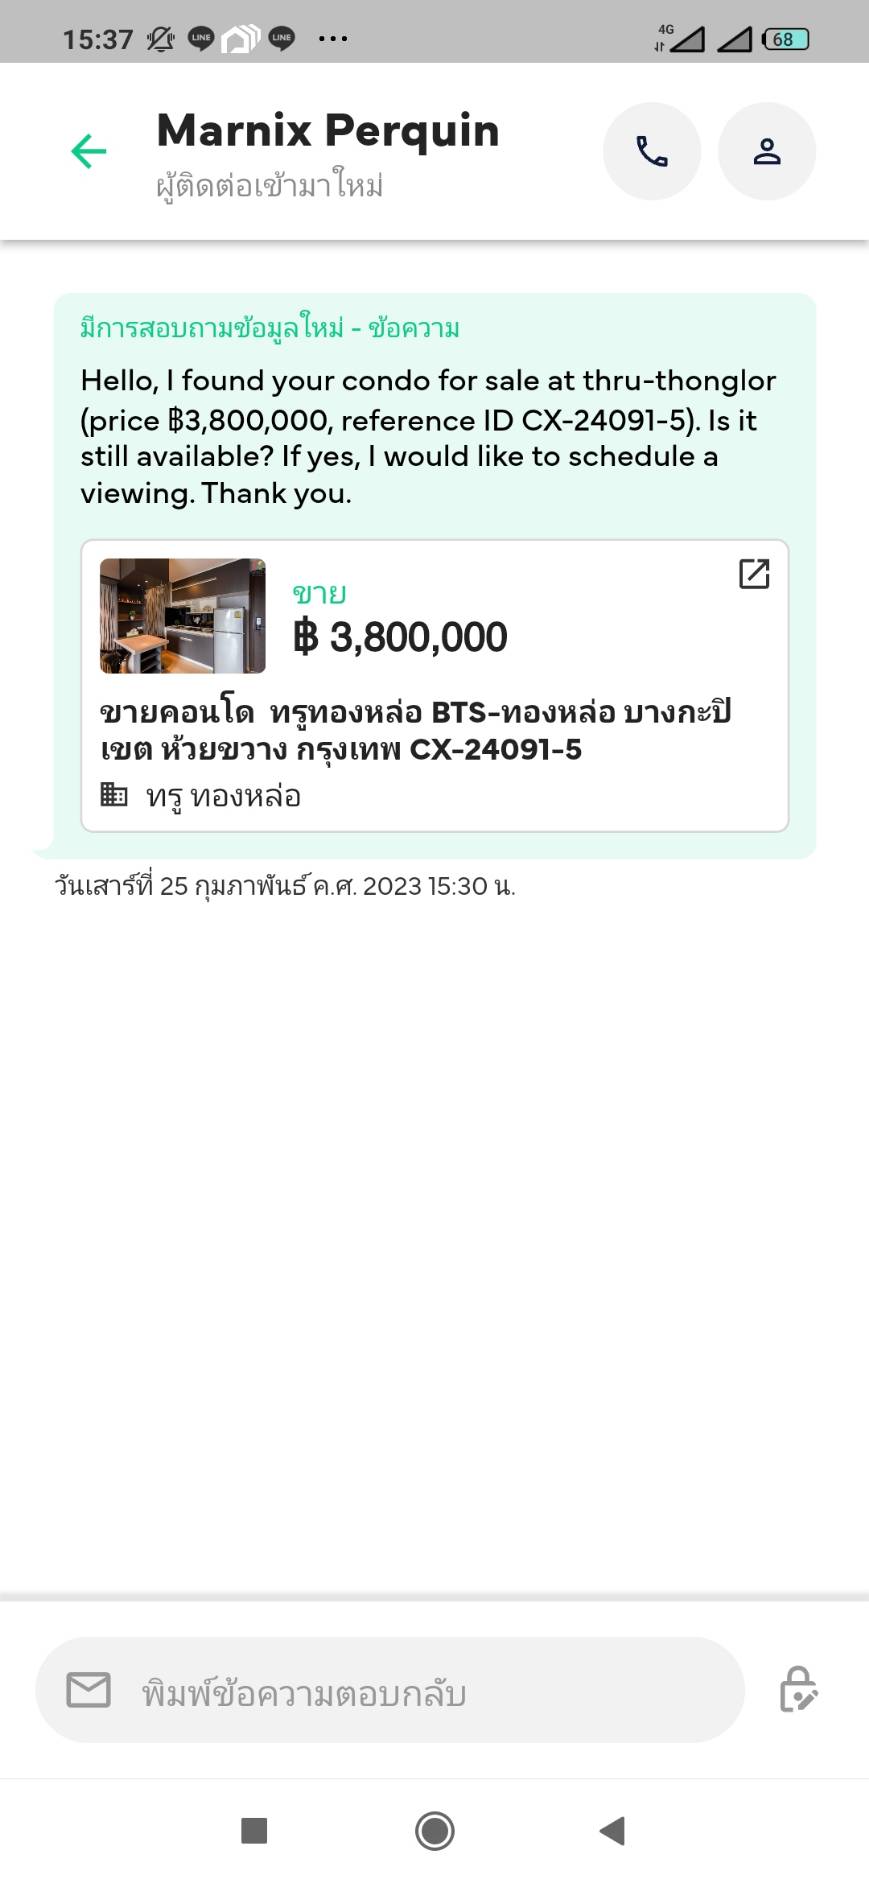 15:37 LINE LINE ... 4G 68
Marnix Perquin
ผู้ติดต่อเข้ามาใหม่
มีการสอบถามข้อมูลใหม่ - ข้อความ
Hello, I found your condo for sale at thru-thonglor
(price ฿3,800,000, reference ID CX-24091-5). Is it
still available? If yes, I would like to schedule a
viewing. Thank you.
ขาย
฿ 3,800,000
ขายคอนโด ทรูทองหล่อ BTS-ทองหล่อ บางกะปิ
เขต ห้วยขวาง กรุงเทพ CX-24091-5
ทรู ทองหล่อ
วันเสาร์ที่ 25 กุมภาพันธ์ ค.ศ. 2023 15:30 น.
พิมพ์ข้อความตอบกลับ